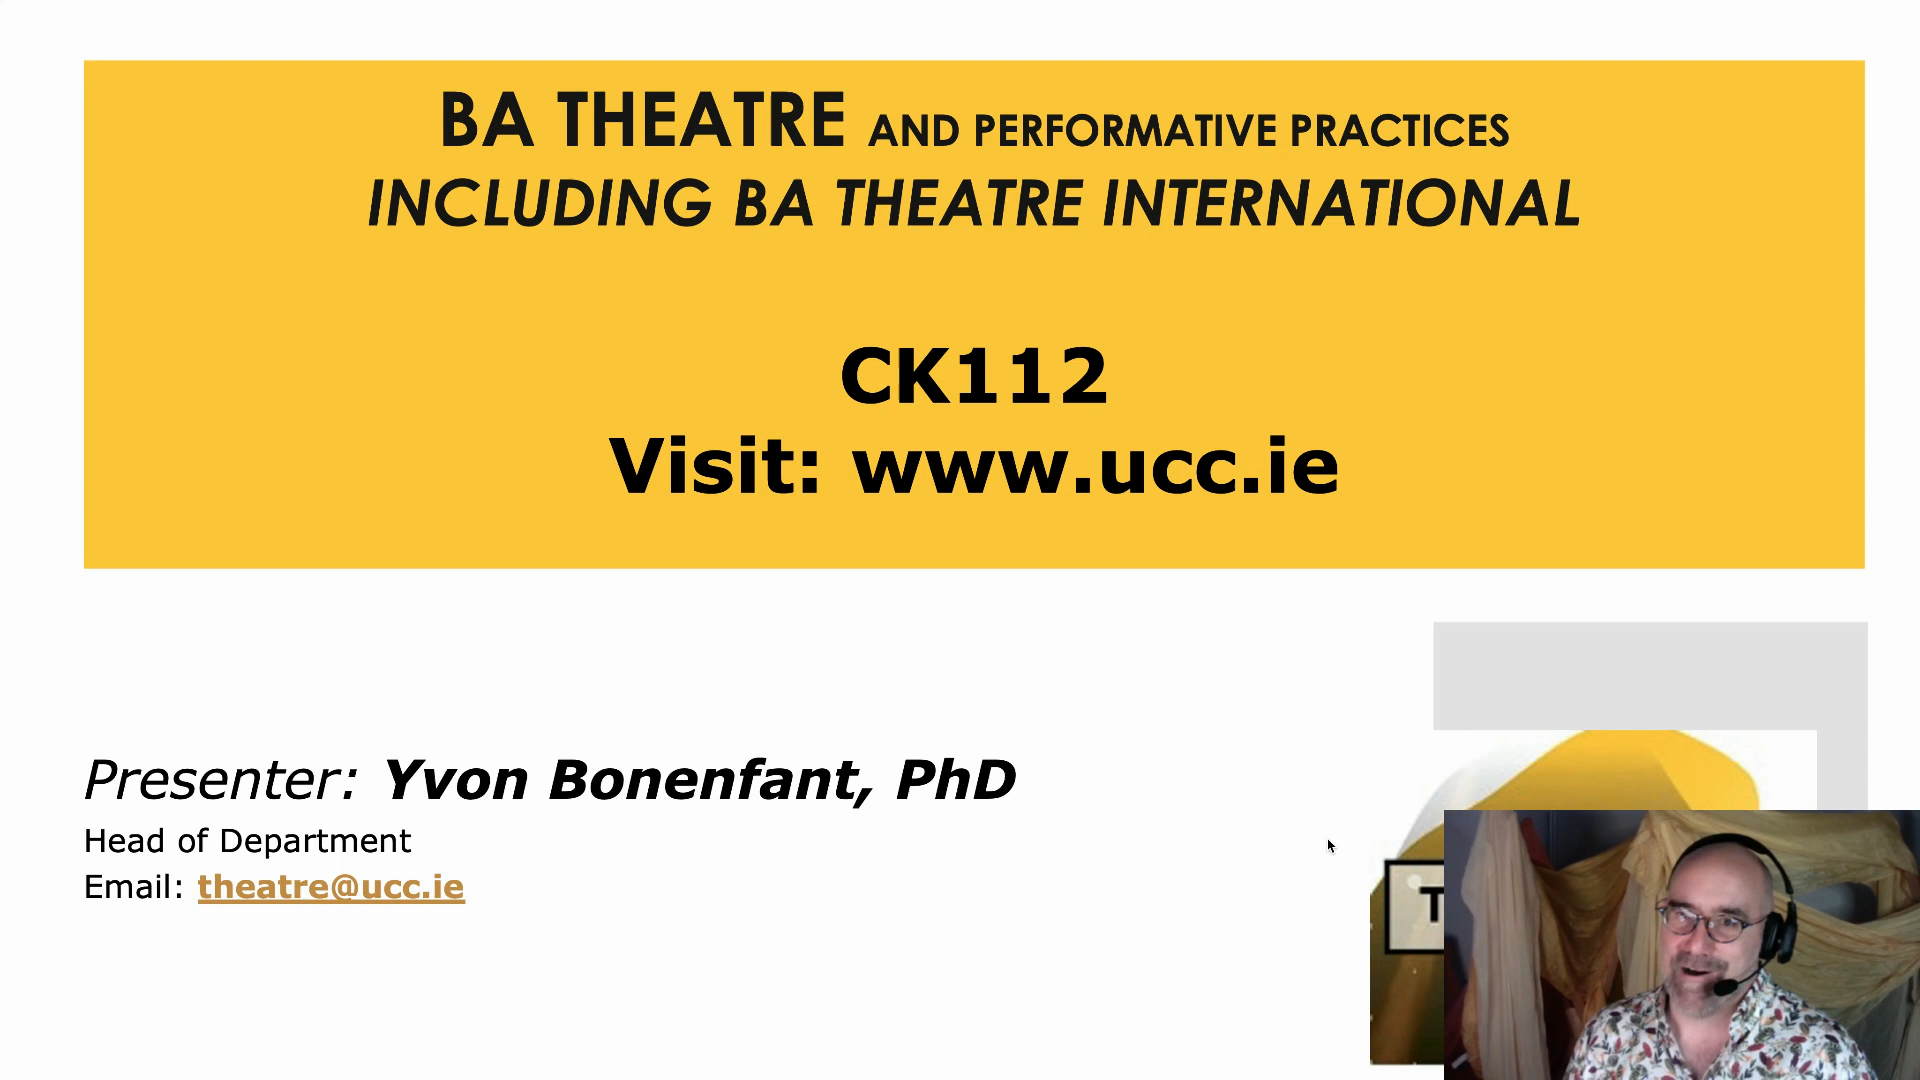 BA THEATRE AND PERFORMATIVE PRACTICES
INCLUDING BA THEATRE INTERNATIONAL
CK112
Visit: www.ucc.ie
Presenter: Yvon Bonenfant, PhD
Head of Department
Email: theatre@ucc.ie
T